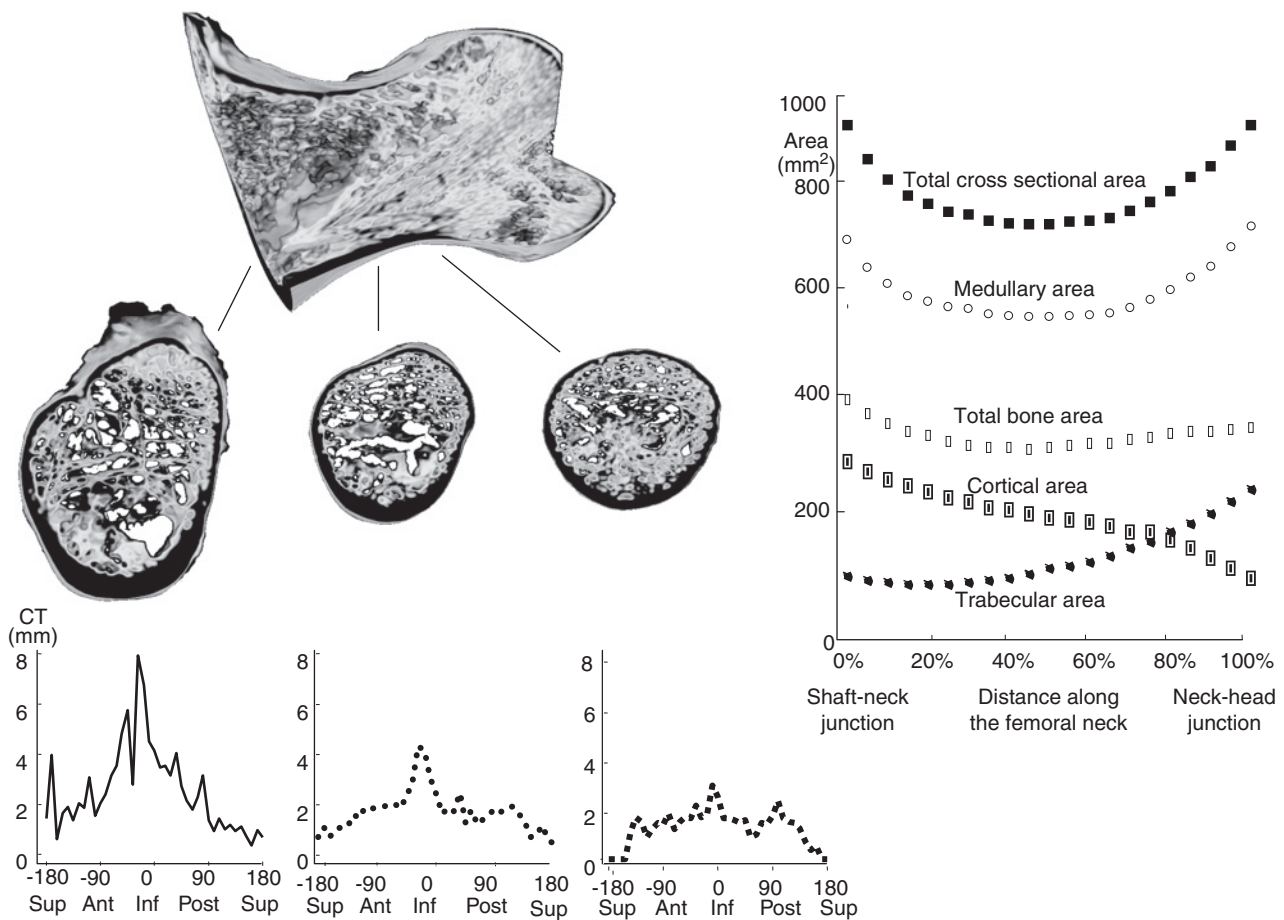 1000
Area
(mm²)
800
Total cross sectional area
600
Medullary area
400
Total bone area
Cortical area
200
Trabecular area
0
0% 20% 40% 60% 80% 100%
Shaft-neck junction
Distance along the femoral neck
Neck-head junction
CT
(mm)
8
6
4
2
0
-180 -90 0 90 180
Sup Ant Inf Post Sup
8
6
4
2
0
-180 -90 0 90 180
Sup Ant Inf Post Sup
8
6
4
2
0
-180 -90 0 90 180
Sup Ant Inf Post Sup